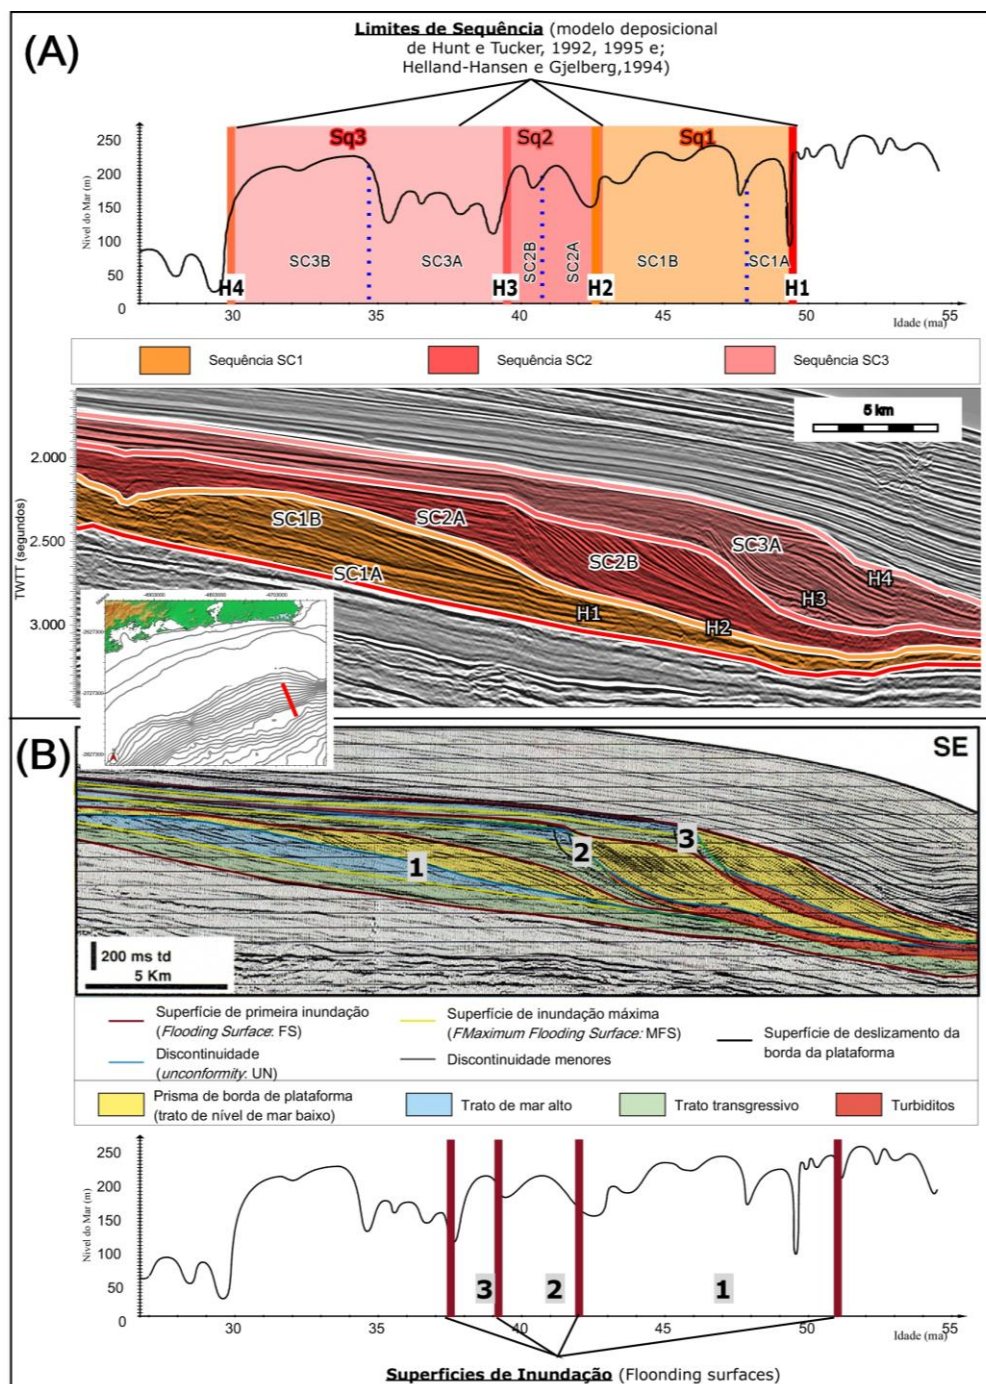 (A)
Limites de Sequência (modelo deposicional
de Hunt e Tucker, 1992, 1995 e;
Helland-Hansen e Gjelberg,1994)
Sq3 Sq2 Sq1
Nivel do Mar (m)
250
200
150
100
50
0
SC3B SC3A SC2B SC2A SC1B SC1A
H4 H3 H2 H1
30 35 40 45 50 55
Idade (ma)
Sequência SC1 Sequência SC2 Sequência SC3
5 km
TWTT (segundos)
2.000
2.500
3.000
SC1B SC2A SC3A
SC2B
SC1A
H4
H3
H1 H2
(B)
SE
1 2 3
200 ms td
5 Km
Superfície de primeira inundação
(Flooding Surface: FS)
Discontinuidade
(unconformity: UN)
Superfície de inundação máxima
(FMaximum Flooding Surface: MFS)
Discontinuidade menores
Superfície de deslizamento da
borda da plataforma
Prisma de borda de plataforma
(trato de nível de mar baixo)
Trato de mar alto
Trato transgressivo
Turbiditos
Nivel do Mar (m)
250
200
150
100
50
0
3 2 1
30 35 40 45 50 55
Idade (ma)
Superficies de Inundação (Floonding surfaces)